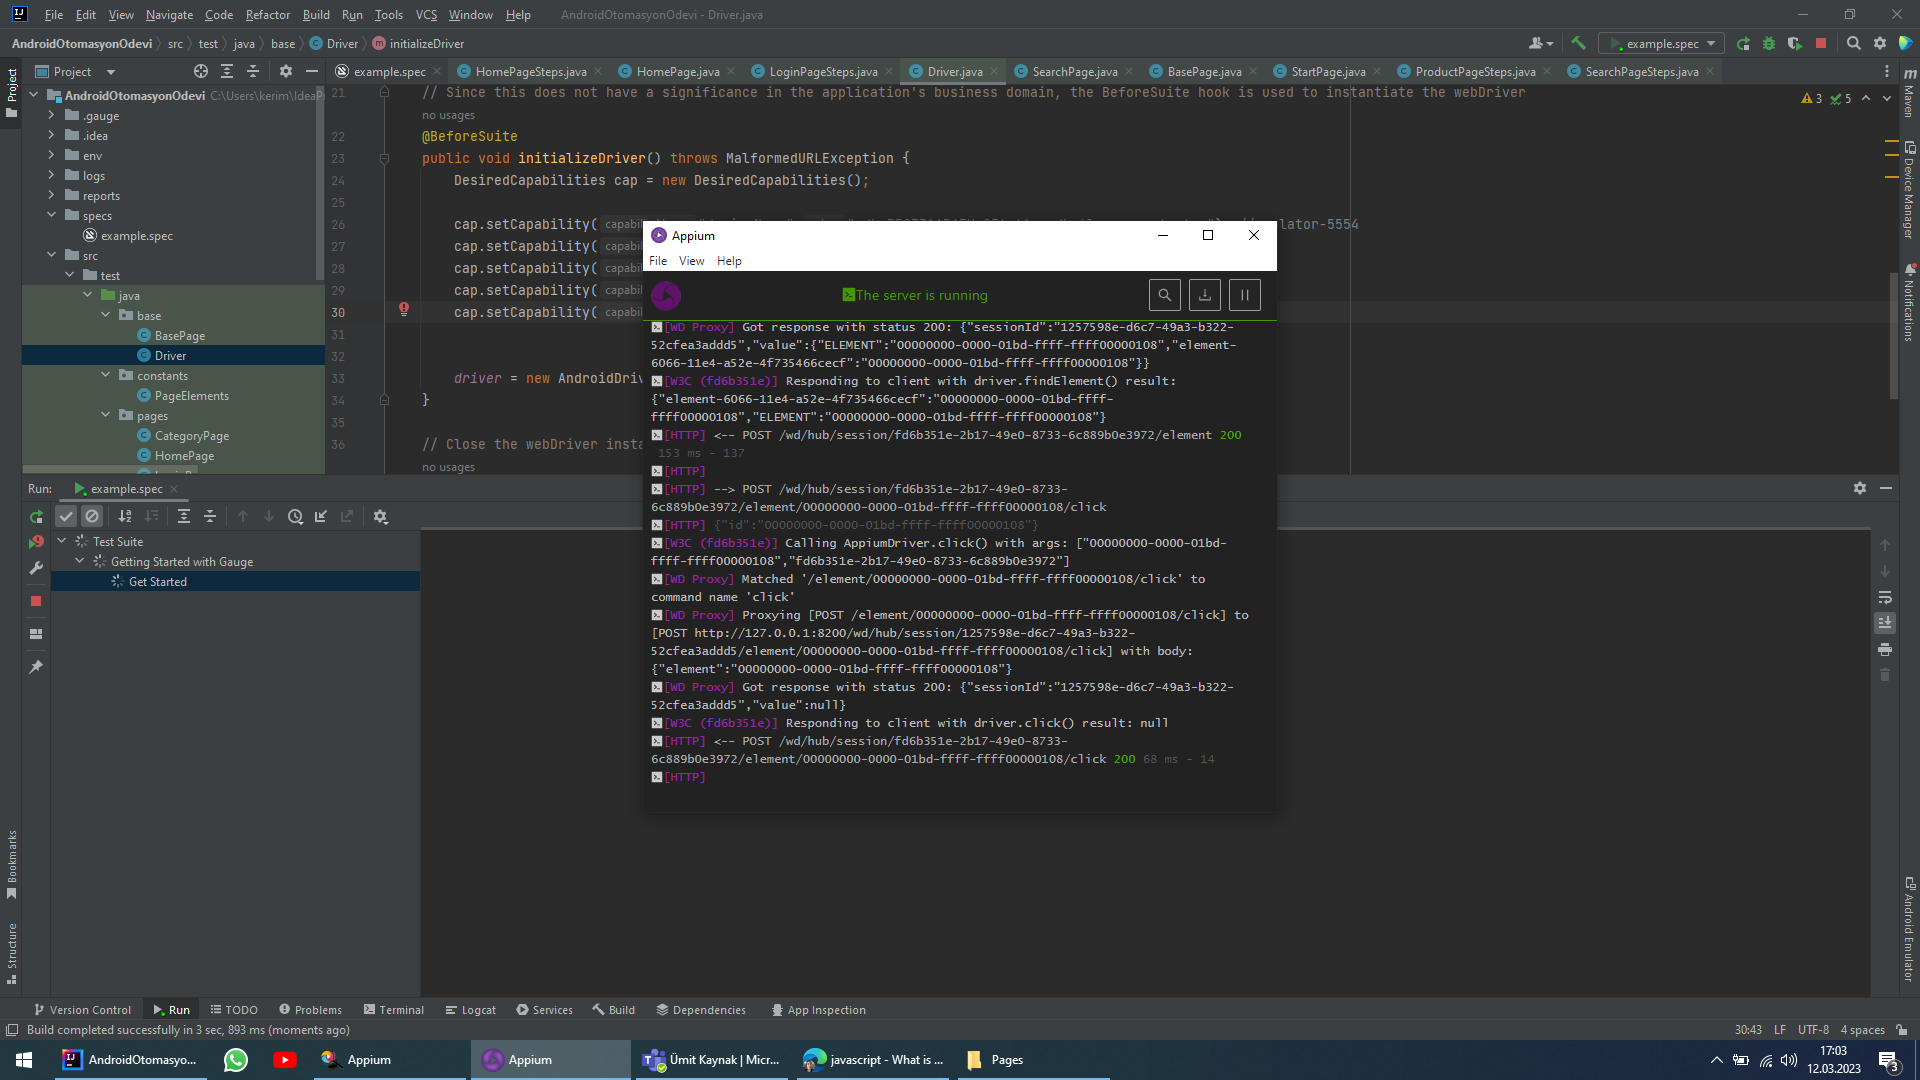 File Edit View Navigate Code Refactor Build Run Tools VCS Window Help AndroidOtomasyonOdevi - Driver.java
AndroidOtomasyonOdevi src test java base Driver initializeDriver
example.spec
Project
example.spec HomePageSteps.java HomePage.java LoginPageSteps.java Driver.java SearchPage.java BasePage.java StartPage.java ProductPageSteps.java SearchPageSteps.java
Project
AndroidOtomasyonOdevi C:\Users\kerim\IdeaP
.gauge
.idea
env
logs
reports
specs
example.spec
src
test
java
base
BasePage
Driver
constants
PageElements
pages
CategoryPage
HomePage
21 // Since this does not have a significance in the application's business domain, the BeforeSuite hook is used to instantiate the webDriver
3 5
no usages
22 @BeforeSuite
23 public void initializeDriver() throws MalformedURLException {
24 DesiredCapabilities cap = new DesiredCapabilities();
25
26 cap.setCapability( lator-5554
27 cap.setCapability( capabil
28 cap.setCapability( capabil
29 cap.setCapability( capabil
30 cap.setCapability( capabil
31
32
33 driver = new AndroidDriv
34 }
35
36 // Close the webDriver insta
no usages
Maven
Device Manager
Notifications
Android Emulator
Appium
File View Help
The server is running
[WD Proxy] Got response with status 200: {"sessionId":"1257598e-d6c7-49a3-b322-
52cfea3addd5","value":{"ELEMENT":"00000000-0000-01bd-ffff-ffff00000108","element-
6066-11e4-a52e-4f735466cecf":"00000000-0000-01bd-ffff-ffff00000108"}}
[W3C (fd6b351e)] Responding to client with driver.findElement() result:
{"element-6066-11e4-a52e-4f735466cecf":"00000000-0000-01bd-ffff-
ffff00000108","ELEMENT":"00000000-0000-01bd-ffff-ffff00000108"}
[HTTP] <-- POST /wd/hub/session/fd6b351e-2b17-49e0-8733-6c889b0e3972/element 200
153 ms - 137
[HTTP]
[HTTP] --> POST /wd/hub/session/fd6b351e-2b17-49e0-8733-
6c889b0e3972/element/00000000-0000-01bd-ffff-ffff00000108/click
[HTTP] {"id":"00000000-0000-01bd-ffff-ffff00000108"}
[W3C (fd6b351e)] Calling AppiumDriver.click() with args: ["00000000-0000-01bd-
ffff-ffff00000108","fd6b351e-2b17-49e0-8733-6c889b0e3972"]
[WD Proxy] Matched '/element/00000000-0000-01bd-ffff-ffff00000108/click' to
command name 'click'
[WD Proxy] Proxying [POST /element/00000000-0000-01bd-ffff-ffff00000108/click] to
[POST http://127.0.0.1:8200/wd/hub/session/1257598e-d6c7-49a3-b322-
52cfea3addd5/element/00000000-0000-01bd-ffff-ffff00000108/click] with body:
{"element":"00000000-0000-01bd-ffff-ffff00000108"}
[WD Proxy] Got response with status 200: {"sessionId":"1257598e-d6c7-49a3-b322-
52cfea3addd5","value":null}
[W3C (fd6b351e)] Responding to client with driver.click() result: null
[HTTP] <-- POST /wd/hub/session/fd6b351e-2b17-49e0-8733-
6c889b0e3972/element/00000000-0000-01bd-ffff-ffff00000108/click 200 68 ms - 14
[HTTP]
Run: example.spec
Test Suite
Getting Started with Gauge
Get Started
Bookmarks
Structure
Version Control Run TODO Problems Terminal Logcat Services Build Dependencies App Inspection
Build completed successfully in 3 sec, 893 ms (moments ago) 30:43 LF UTF-8 4 spaces
AndroidOtomasyo... Appium Appium Ümit Kaynak | Micr... javascript - What is ... Pages
17:03
12.03.2023
3